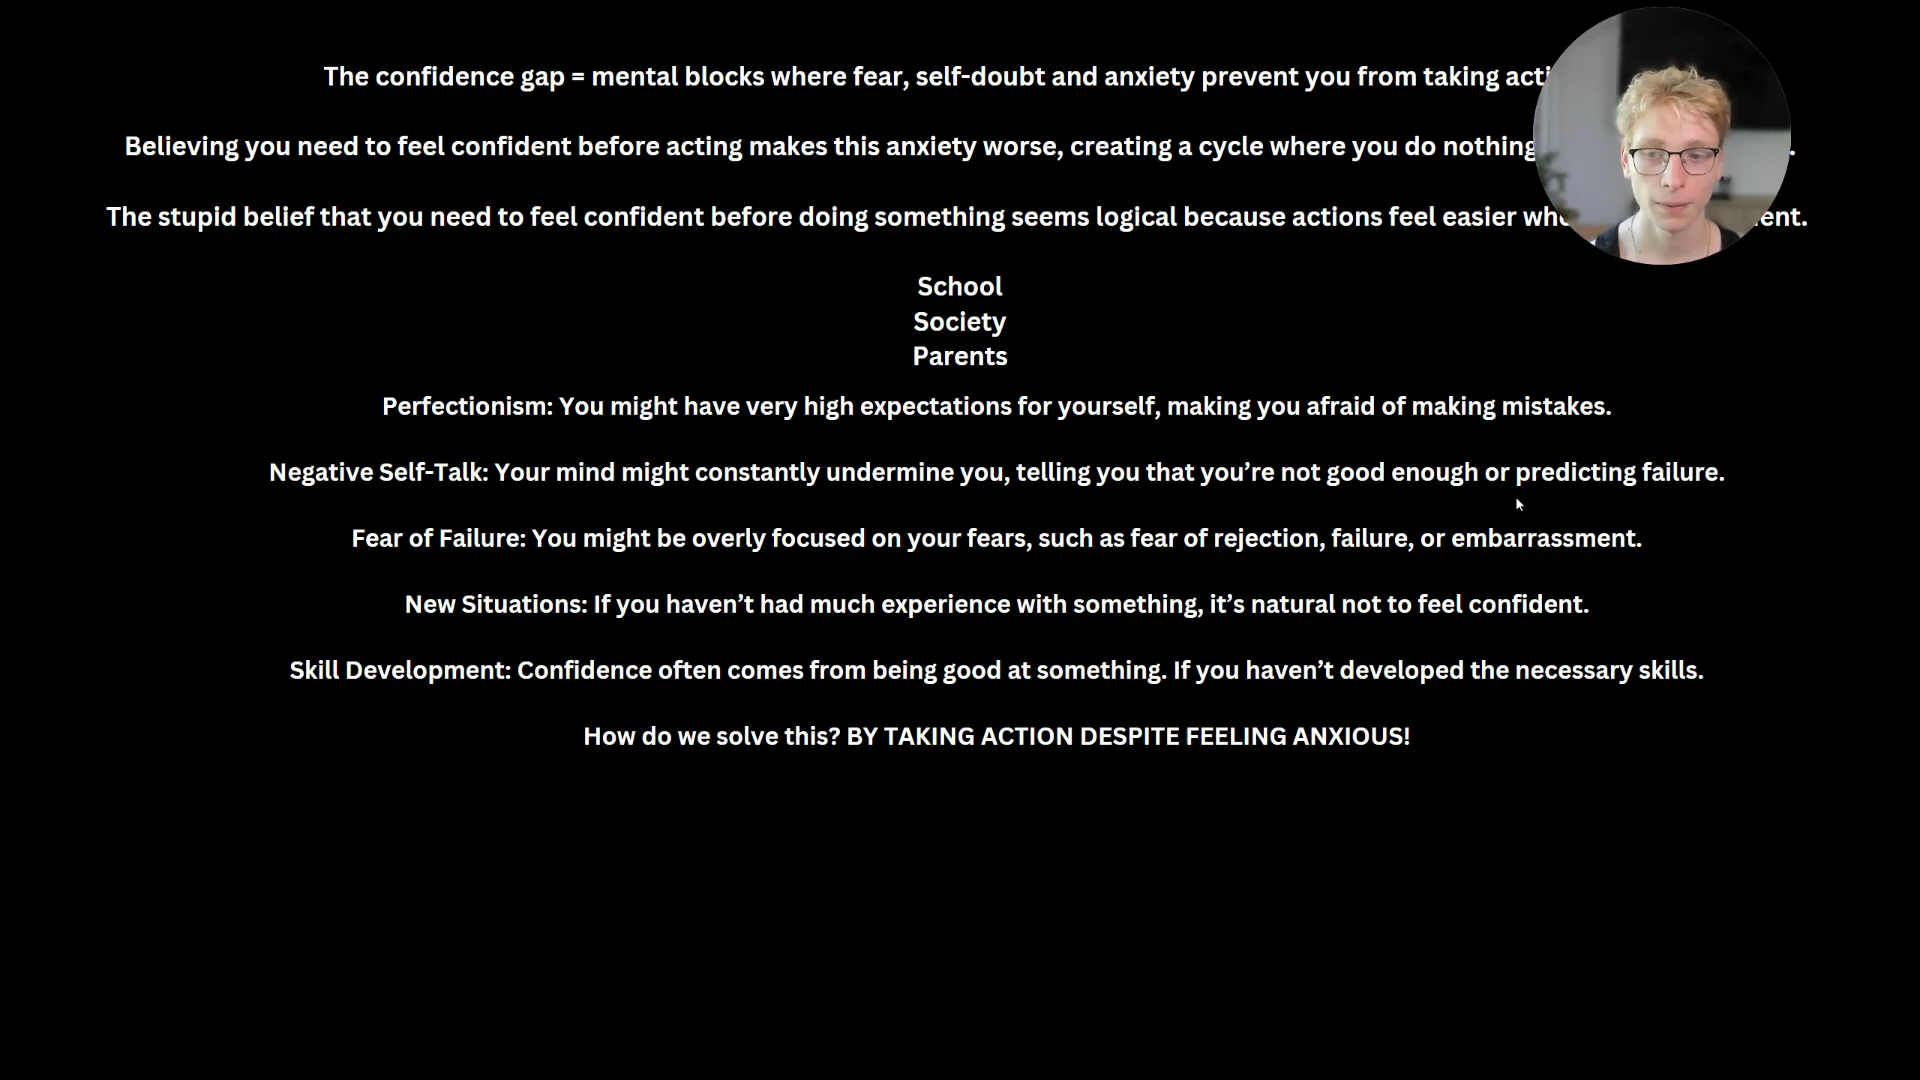 The confidence gap = mental blocks where fear, self-doubt and anxiety prevent you from taking
Believing you need to feel confident before acting makes this anxiety worse, creating a cycle where you do nothing
The stupid belief that you need to feel confident before doing something seems logical because actions feel easier
School
Society
Parents
Perfectionism: You might have very high expectations for yourself, making you afraid of making mistakes.
Negative Self-Talk: Your mind might constantly undermine you, telling you that you’re not good enough or predicting failure.
Fear of Failure: You might be overly focused on your fears, such as fear of rejection, failure, or embarrassment.
New Situations: If you haven’t had much experience with something, it’s natural not to feel confident.
Skill Development: Confidence often comes from being good at something. If you haven’t developed the necessary skills.
How do we solve this? BY TAKING ACTION DESPITE FEELING ANXIOUS!